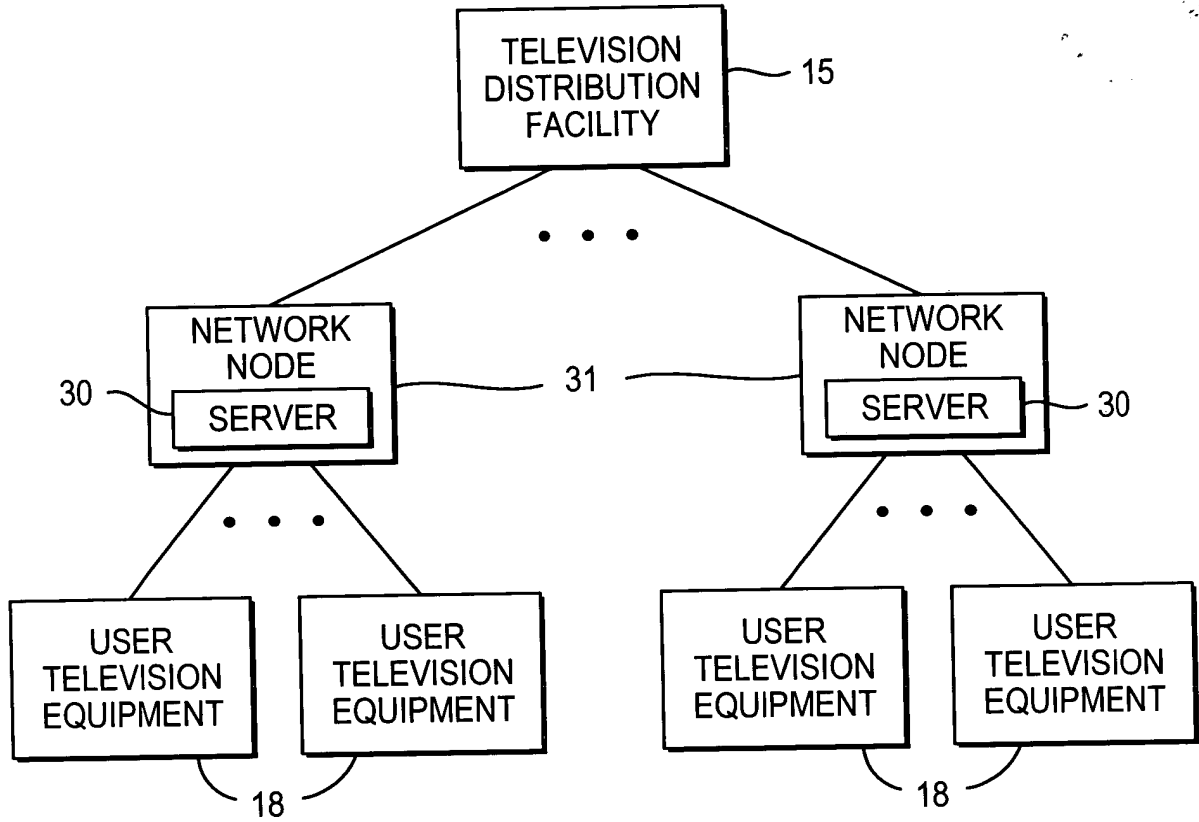 TELEVISION
DISTRIBUTION
FACILITY
15
NETWORK
NODE
SERVER
30
31
NETWORK
NODE
SERVER
30
USER
TELEVISION
EQUIPMENT
USER
TELEVISION
EQUIPMENT
18
USER
TELEVISION
EQUIPMENT
USER
TELEVISION
EQUIPMENT
18